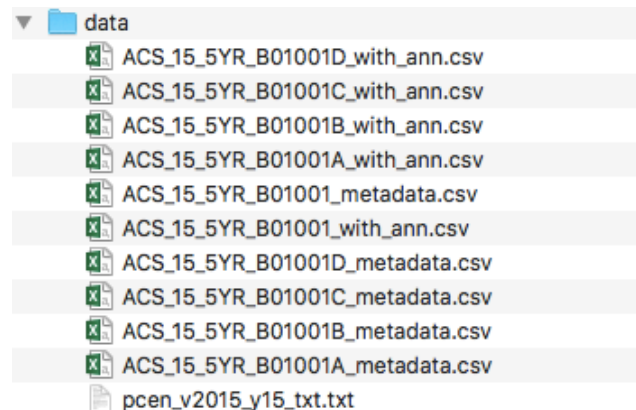 data
ACS_15_5YR_B01001D_with_ann.csv
ACS_15_5YR_B01001C_with_ann.csv
ACS_15_5YR_B01001B_with_ann.csv
ACS_15_5YR_B01001A_with_ann.csv
ACS_15_5YR_B01001_metadata.csv
ACS_15_5YR_B01001_with_ann.csv
ACS_15_5YR_B01001D_metadata.csv
ACS_15_5YR_B01001C_metadata.csv
ACS_15_5YR_B01001B_metadata.csv
ACS_15_5YR_B01001A_metadata.csv
pcen_v2015_y15_txt.txt